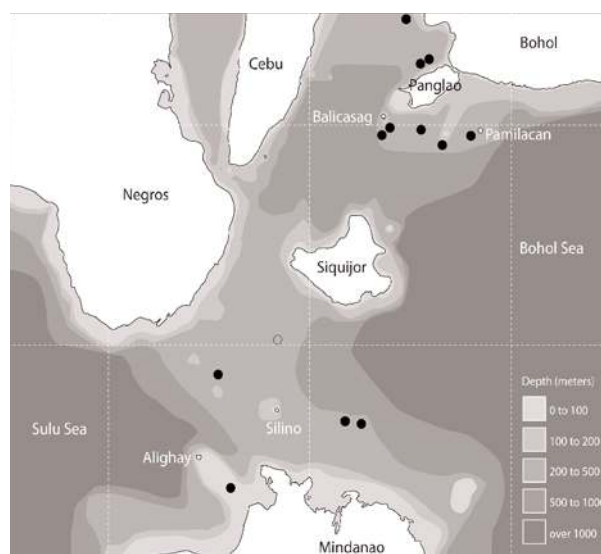 Bohol
Cebu
Panglao
Balicasag
Pamilacan
Negros
Bohol Sea
Siquijor
Depth (meters)
0 to 100
100 to 200
200 to 500
500 to 1000
over 1000
Sulu Sea
Silino
Alighay
Mindanao